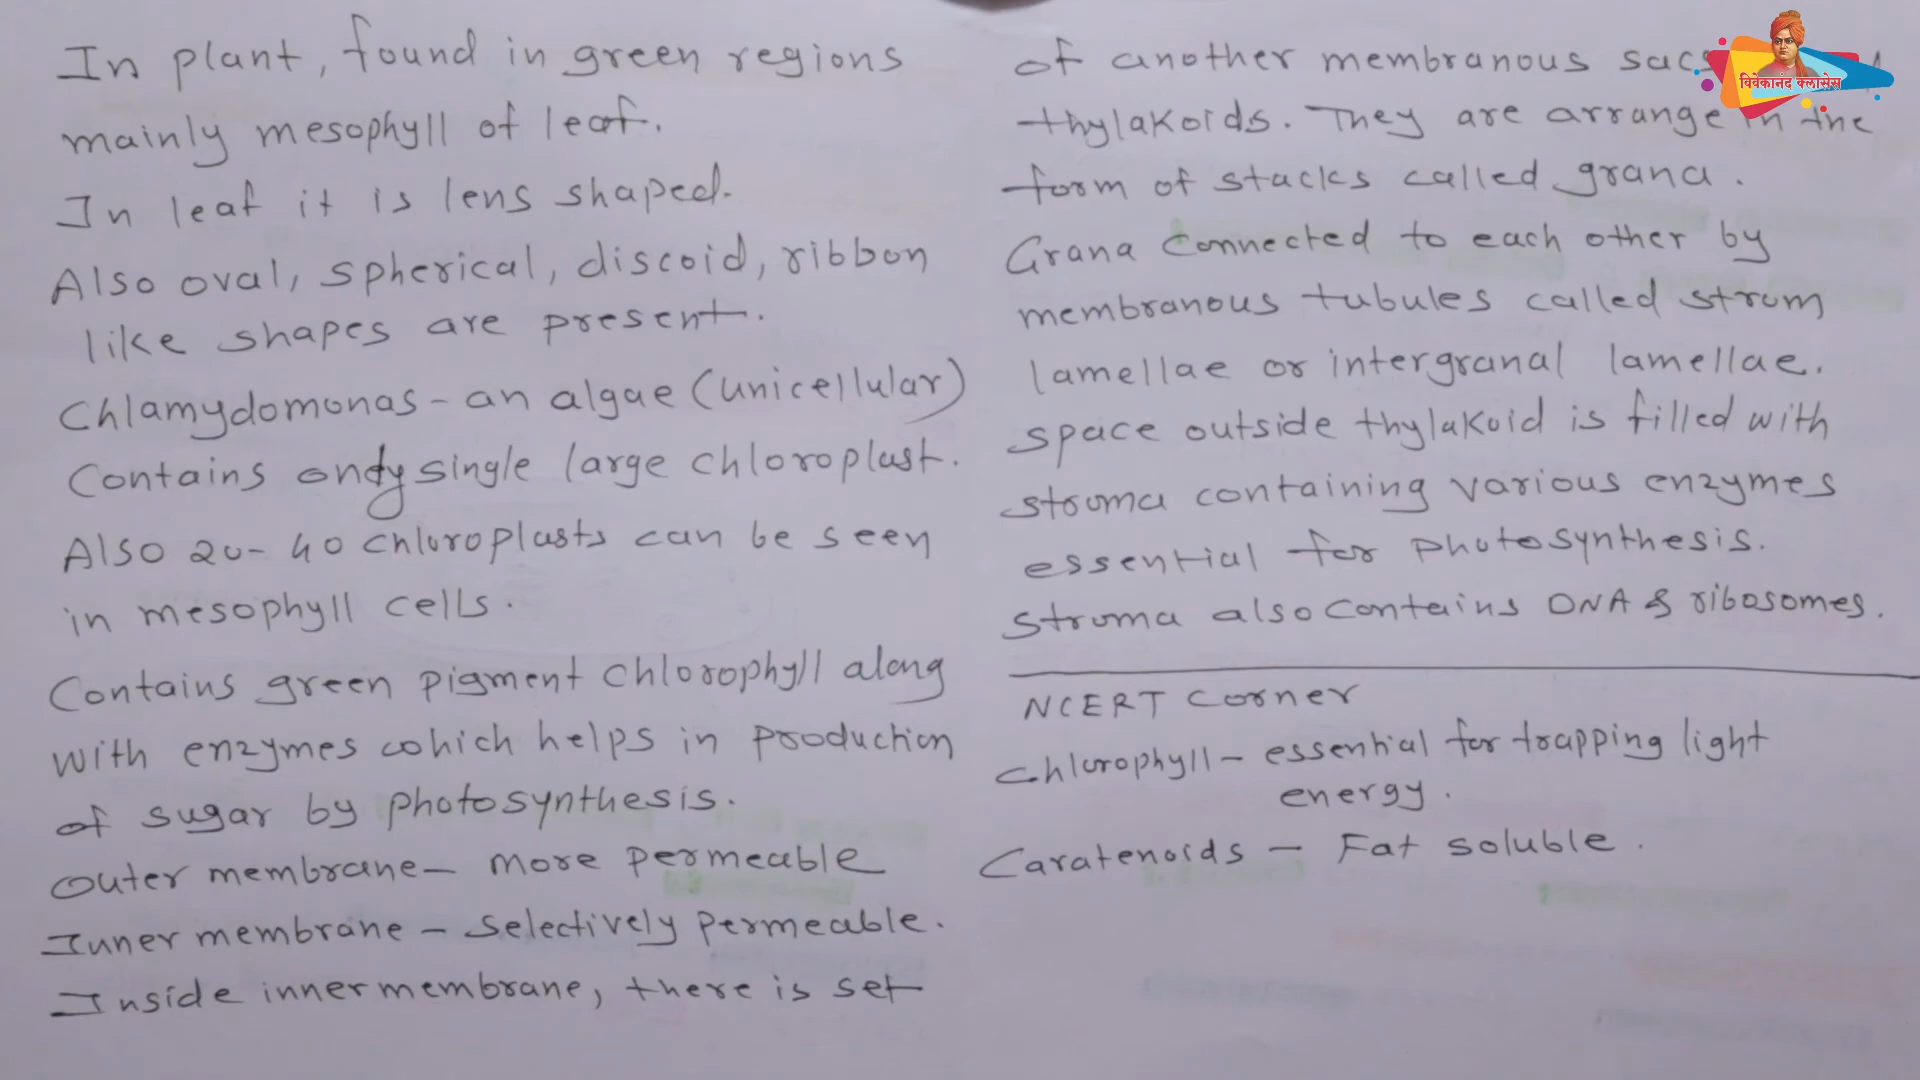 In plant, found in green regions
mainly mesophyll of leaf.
In leaf it is lens shaped.
Also oval, spherical, discoid, ribbon
like shapes are present.
Chlamydomonas - an algae (unicellular)
Contains only single large chloroplast.
Also 20-40 chloroplasts can be seen
in mesophyll cells.
Contains green pigment chlorophyll along
with enzymes which helps in production
of sugar by photosynthesis.
Outer membrane - more permeable
Inner membrane - selectively permeable.
Inside inner membrane, there is set
of another membranous sacs
thylakoids. They are arrange in the
form of stacks called grana.
Grana connected to each other by
membranous tubules called strom
lamellae or intergranal lamellae.
space outside thylakoid is filled with
stroma containing various enzymes
essential for photosynthesis.
Stroma also contains DNA & ribosomes.
NCERT Corner
Chlorophyll - essential for trapping light
energy.
Caratenoids - Fat soluble.
विवेकानंद क्लासेस